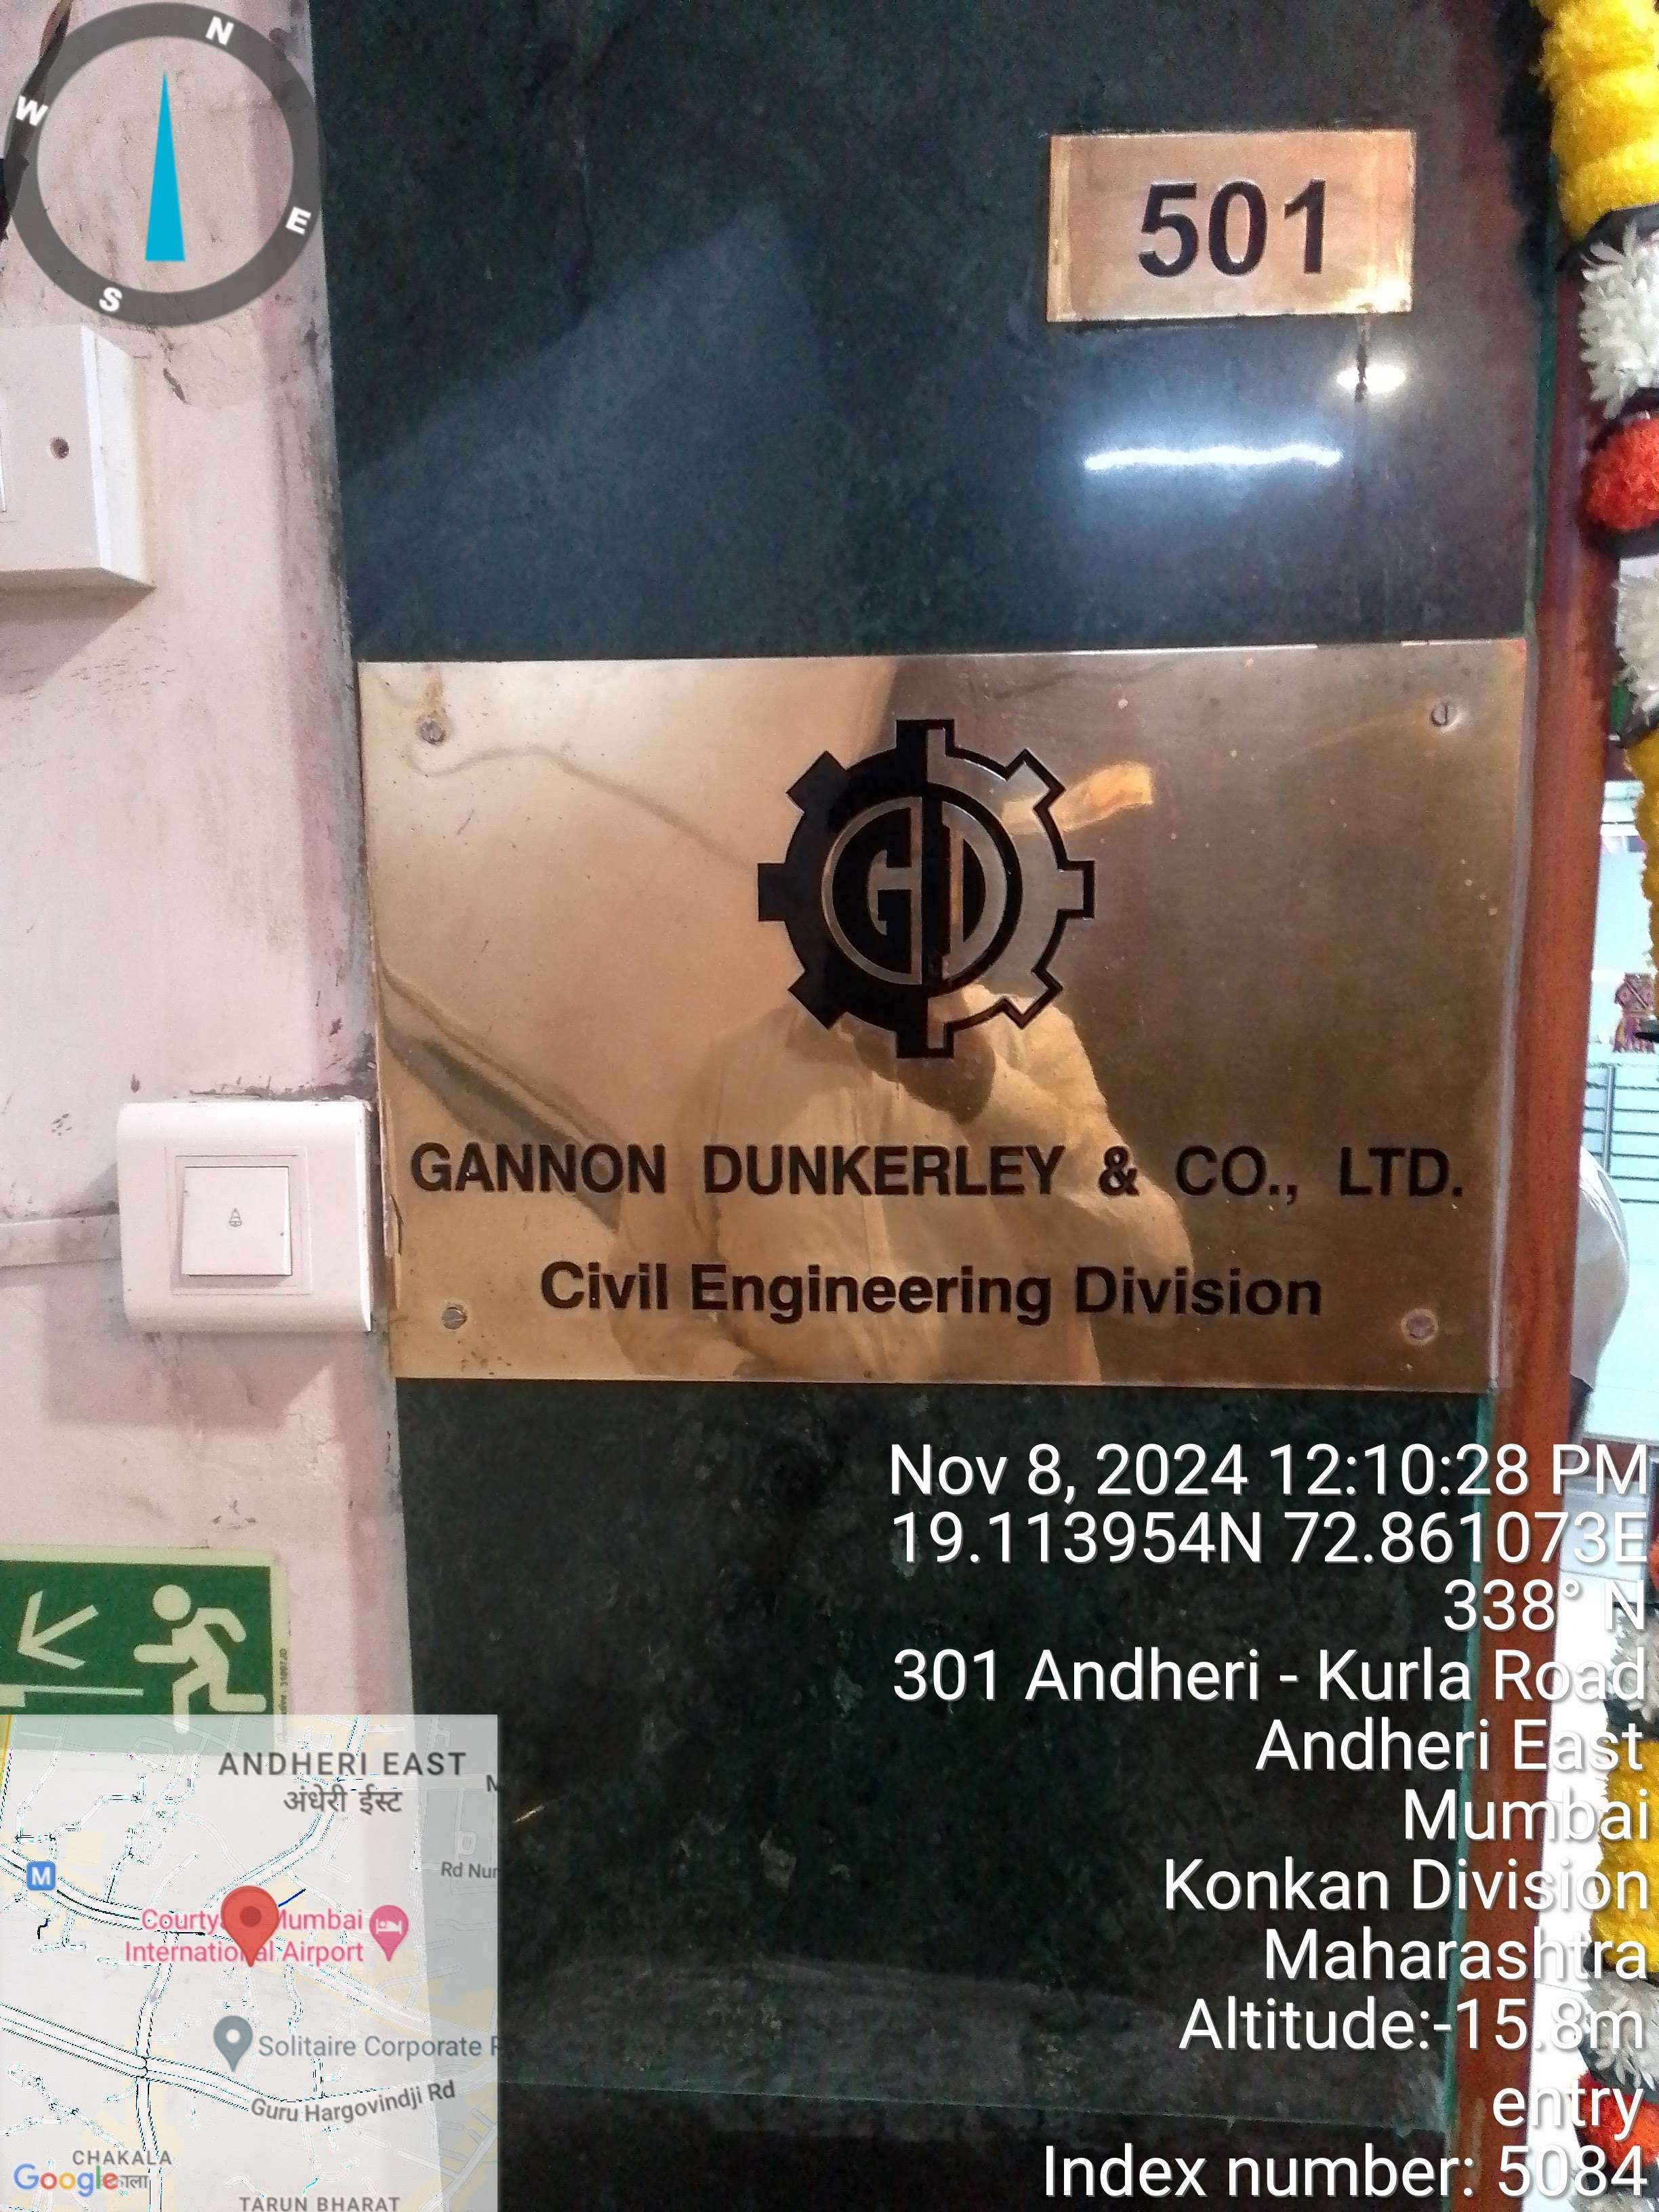 N
W
E
S
501
GD
GANNON DUNKERLEY & CO., LTD.
Civil Engineering Division
Nov 8, 2024 12:10:28 PM
19.113954N 72.861073E
338° N
301 Andheri - Kurla Road
Andheri East
Mumbai
Konkan Division
Maharashtra
Altitude:-15.8m
entry
Index number: 5084
ANDHERI EAST
अंधेरी ईस्ट
M
Mumbai
International Airport
Solitaire Corporate
Guru Hargovindji Rd
CHAKALA
Google
TARUN BHARAT